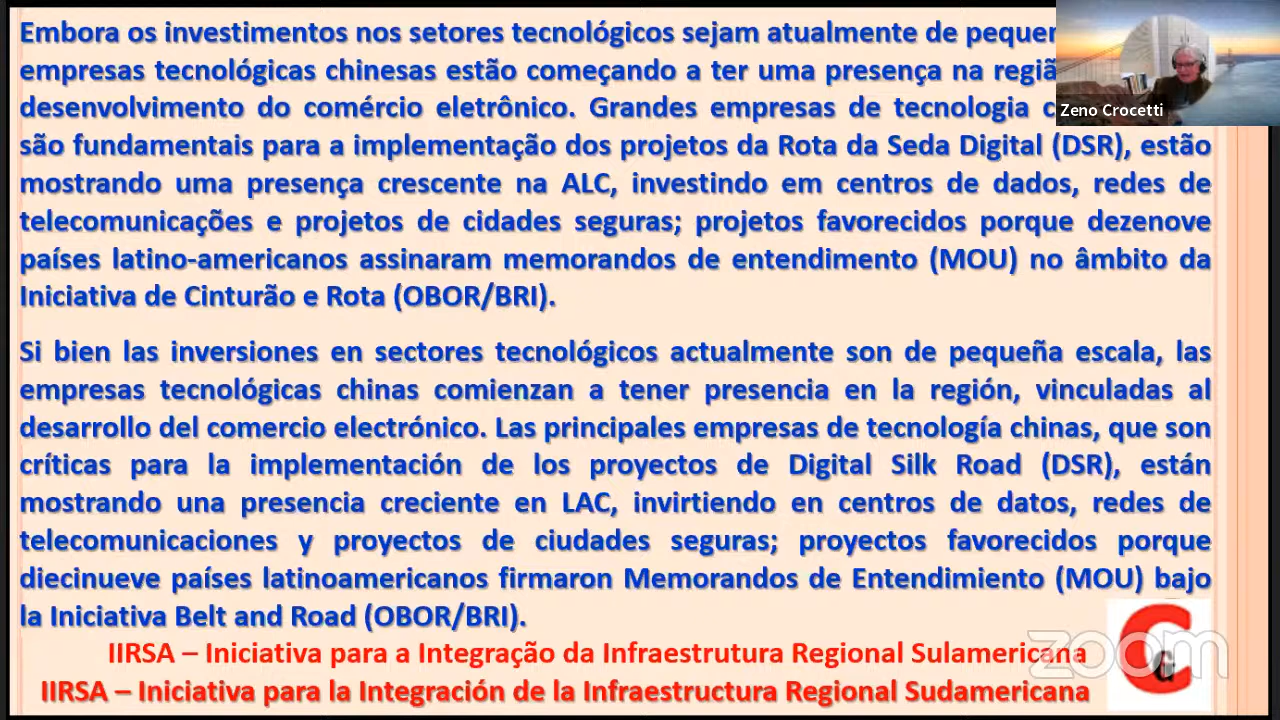 Embora os investimentos nos setores tecnológicos sejam atualmente de
empresas tecnológicas chinesas estão começando a ter uma presença na
desenvolvimento do comércio eletrônico. Grandes empresas de tecnologia
são fundamentais para a implementação dos projetos da Rota da Seda Digital (DSR), estão
mostrando uma presença crescente na ALC, investindo em centros de dados, redes de
telecomunicações e projetos de cidades seguras; projetos favorecidos porque dezenove
países latino-americanos assinaram memorandos de entendimento (MOU) no âmbito da
Iniciativa de Cinturão e Rota (OBOR/BRI).
Si bien las inversiones en sectores tecnológicos actualmente son de pequeña escala, las
empresas tecnológicas chinas comienzan a tener presencia en la región, vinculadas al
desarrollo del comercio electrónico. Las principales empresas de tecnología chinas, que son
críticas para la implementación de los proyectos de Digital Silk Road (DSR), están
mostrando una presencia creciente en LAC, invirtiendo en centros de datos, redes de
telecomunicaciones y proyectos de ciudades seguras; proyectos favorecidos porque
diecinueve países latinoamericanos firmaron Memorandos de Entendimiento (MOU) bajo
la Iniciativa Belt and Road (OBOR/BRI).
IIRSA – Iniciativa para a Integração da Infraestrutura Regional Sulamericana
IIRSA – Iniciativa para la Integración de la Infraestructura Regional Sudamericana
Zeno Crocetti
zoom